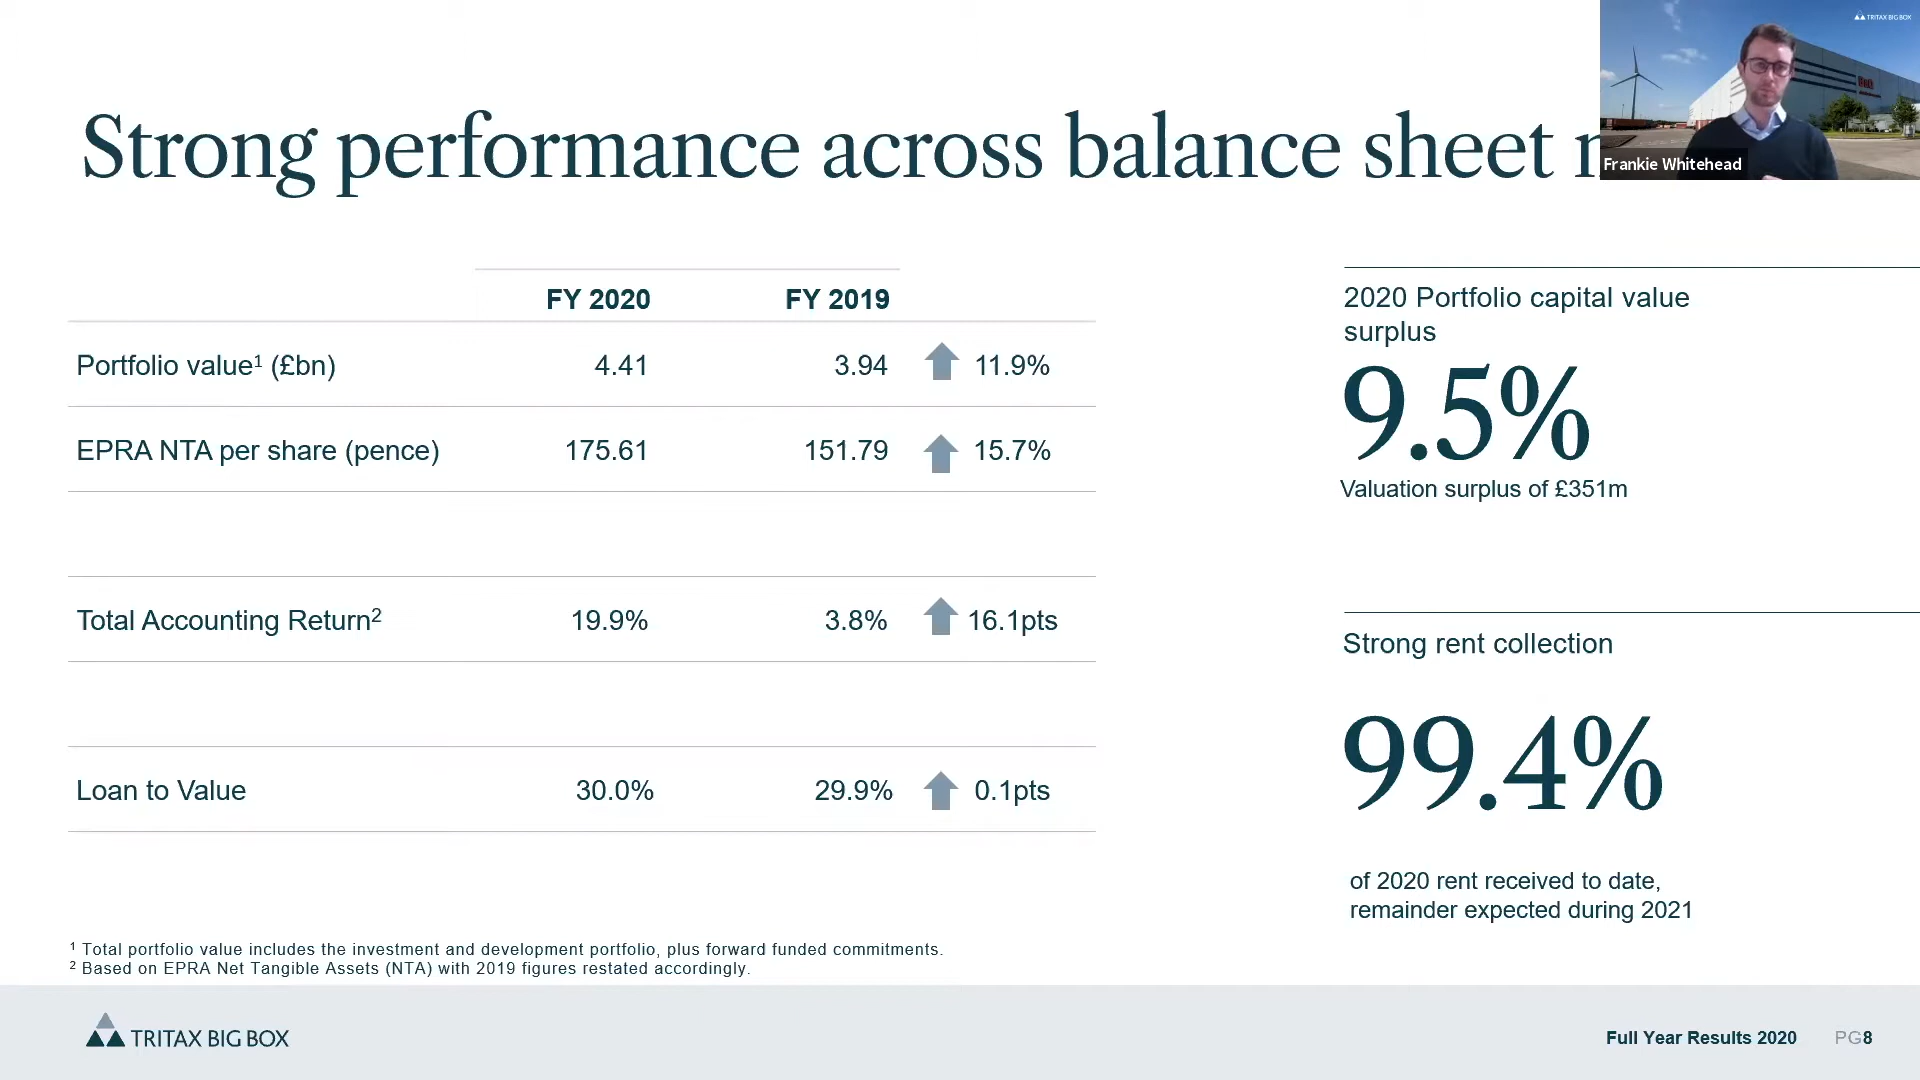 TRITAX BIG BOX
Strong performance across balance sheet
Frankie Whitehead
FY 2020 FY 2019
Portfolio value¹ (£bn) 4.41 3.94 11.9%
EPRA NTA per share (pence) 175.61 151.79 15.7%
Total Accounting Return² 19.9% 3.8% 16.1pts
Loan to Value 30.0% 29.9% 0.1pts
2020 Portfolio capital value
surplus
9.5%
Valuation surplus of £351m
Strong rent collection
99.4%
of 2020 rent received to date,
remainder expected during 2021
¹ Total portfolio value includes the investment and development portfolio, plus forward funded commitments.
² Based on EPRA Net Tangible Assets (NTA) with 2019 figures restated accordingly.
TRITAX BIG BOX
Full Year Results 2020 PG8